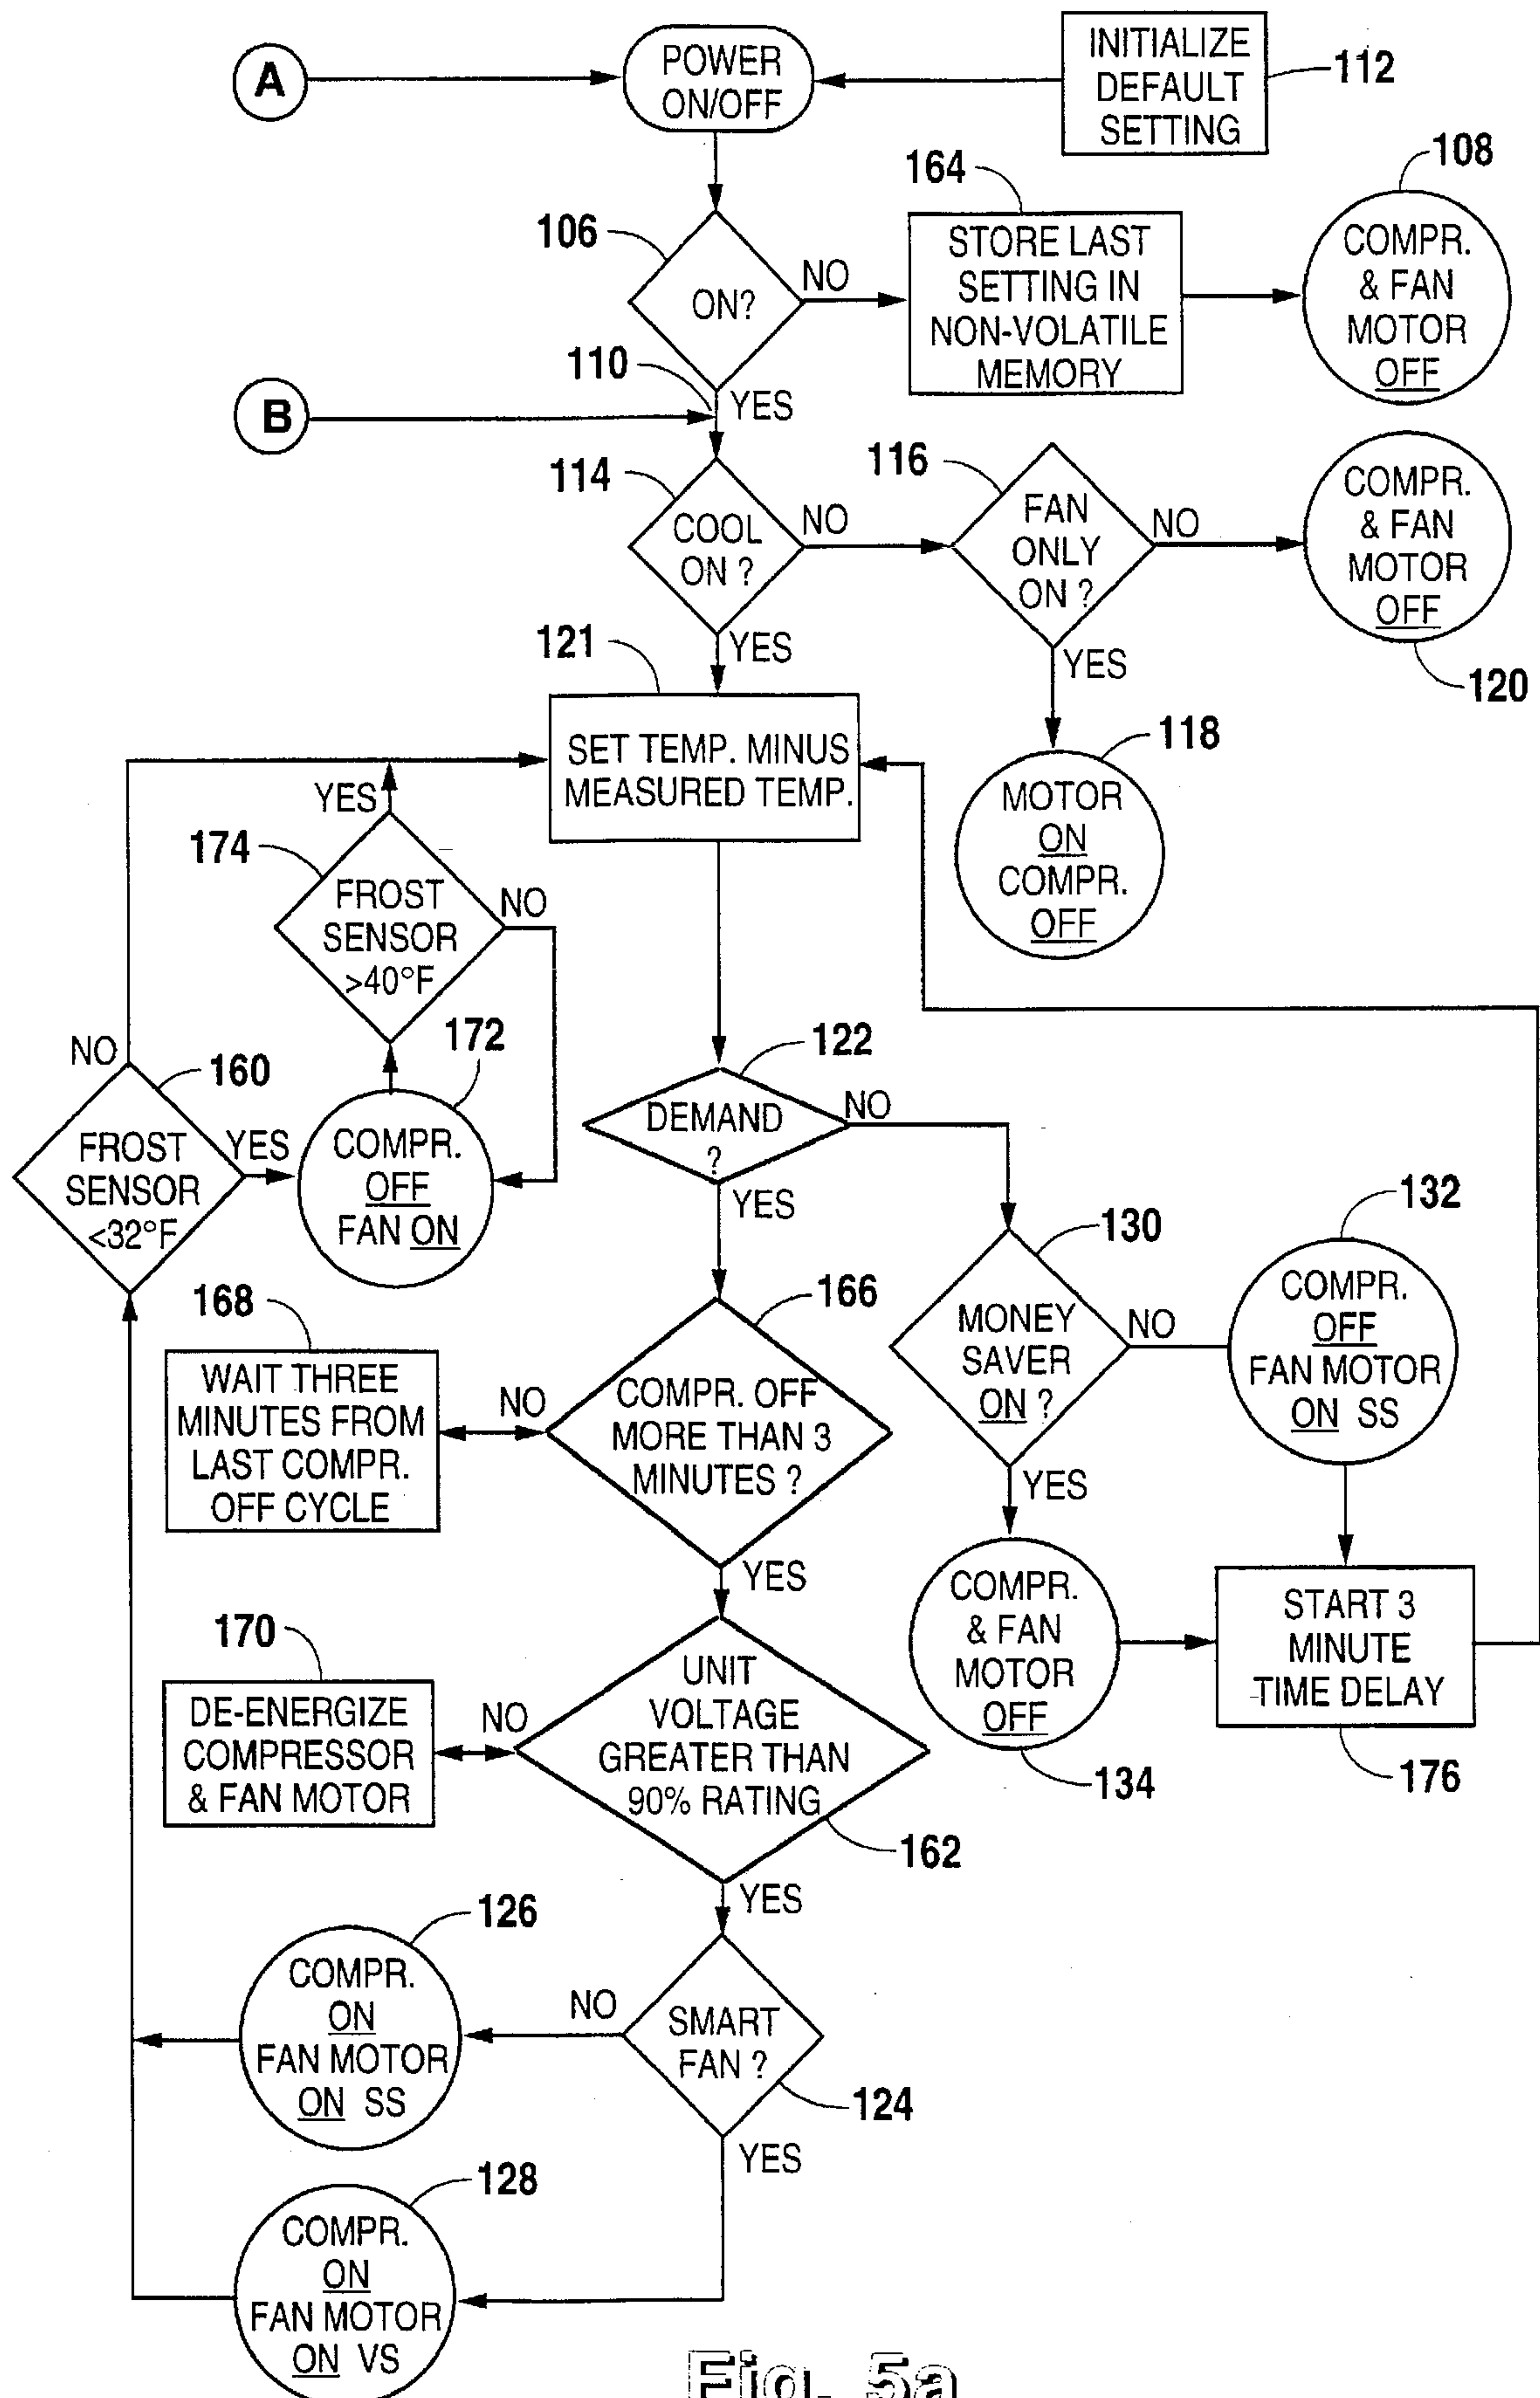 A
POWER
ON/OFF
INITIALIZE
DEFAULT
SETTING
112
106
ON?
NO
164
STORE LAST
SETTING IN
NON-VOLATILE
MEMORY
108
COMPR.
& FAN
MOTOR
OFF
110
YES
B
114
COOL
ON ?
NO
116
FAN
ONLY
ON ?
NO
COMPR.
& FAN
MOTOR
OFF
120
YES
YES
118
MOTOR
ON
COMPR.
OFF
121
SET TEMP. MINUS
MEASURED TEMP.
YES
174
FROST
SENSOR
>40°F
NO
172
COMPR.
OFF
FAN ON
NO
160
FROST
SENSOR
<32°F
YES
122
DEMAND
?
NO
YES
130
MONEY
SAVER
ON ?
NO
132
COMPR.
OFF
FAN MOTOR
ON SS
YES
166
COMPR. OFF
MORE THAN 3
MINUTES ?
NO
168
WAIT THREE
MINUTES FROM
LAST COMPR.
OFF CYCLE
YES
COMPR.
& FAN
MOTOR
OFF
134
START 3
MINUTE
TIME DELAY
176
170
DE-ENERGIZE
COMPRESSOR
& FAN MOTOR
NO
UNIT
VOLTAGE
GREATER THAN
90% RATING
162
YES
126
COMPR.
ON
FAN MOTOR
ON SS
NO
SMART
FAN ?
124
YES
128
COMPR.
ON
FAN MOTOR
ON VS
Fig. 5a